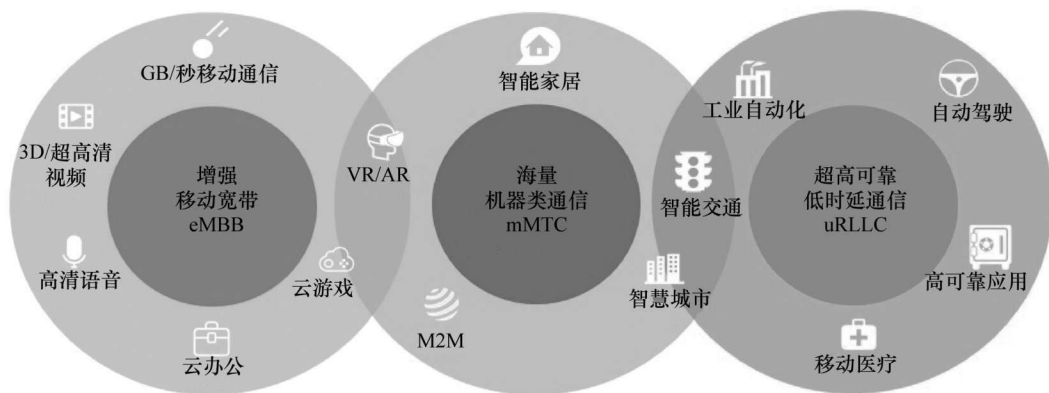 GB/秒移动通信
3D/超高清
视频
增强
移动宽带
eMBB
高清语音
云游戏
云办公
VR/AR
智能家居
海量
机器类通信
mMTC
M2M
智慧城市
智能交通
工业自动化
自动驾驶
超高可靠
低时延通信
uRLLC
高可靠应用
移动医疗